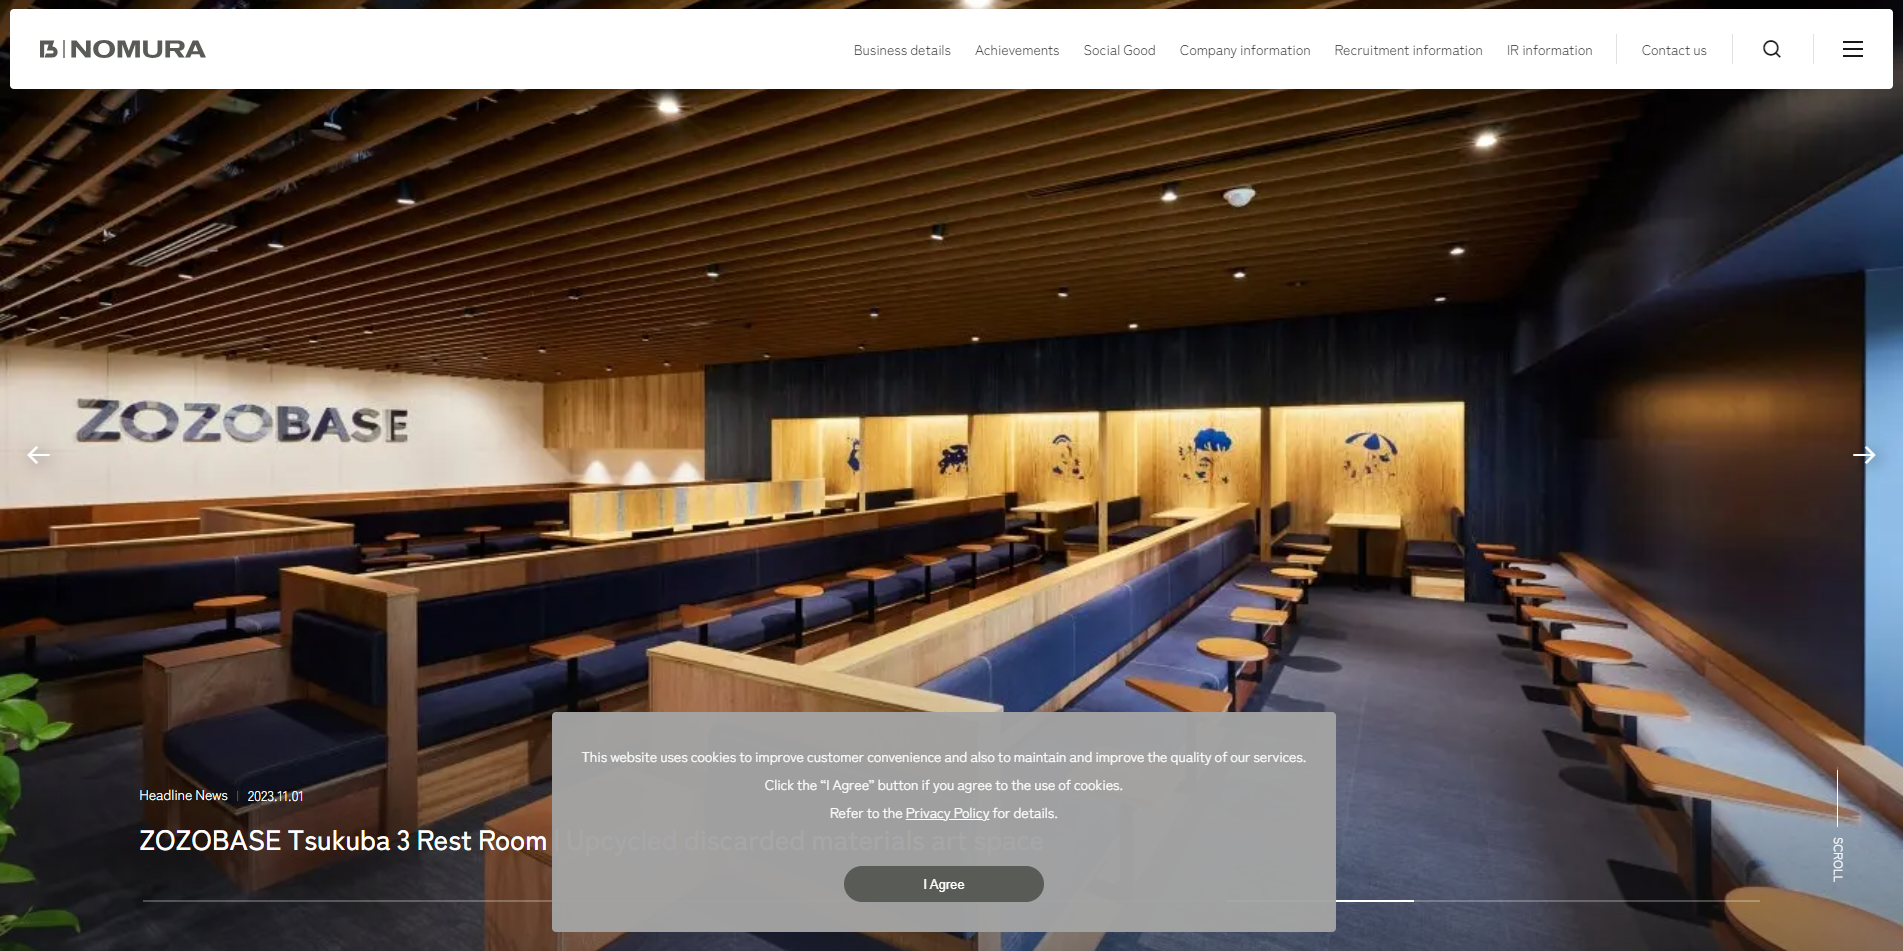 NOMURA
Business details
Achievements
Social Good
Company information
Recruitment information
IR information
Contact us
ZOZOBASE
Headline News
2023.11.01
ZOZOBASE Tsukuba 3 Rest Room | Upcycled discarded materials art space
This website uses cookies to improve customer convenience and also to maintain and improve the quality of our services.
Click the "“I Agree” button if you agree to the use of cookies.
Refer to the Privacy Policy for details.
I Agree
SCROLL